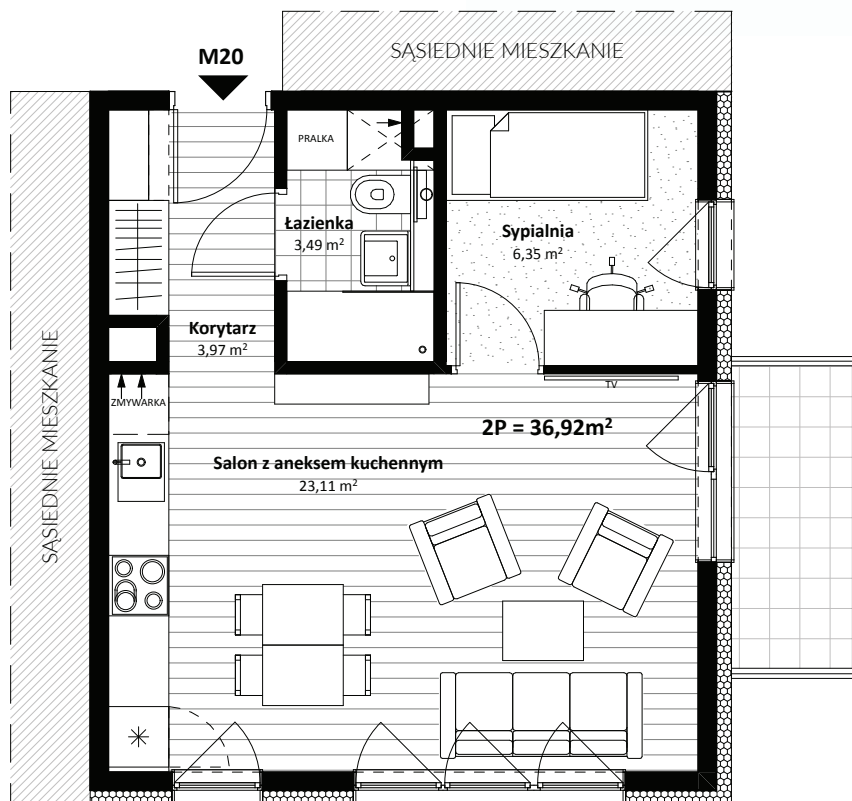 SĄSIEDNIE MIESZKANIE
M20
PRALKA
Łazienka
3,49 m²
Sypialnia
6,35 m²
Korytarz
3,97 m²
SĄSIEDNIE MIESZKANIE
ZMYWARKA
TV
2P = 36,92m²
Salon z aneksem kuchennym
23,11 m²